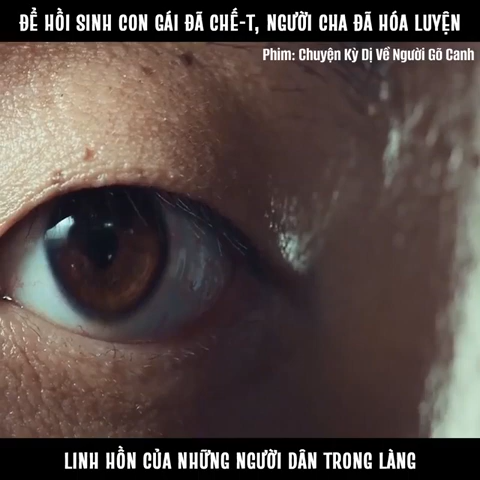 ĐỂ HỒI SINH CON GÁI ĐÃ CHẾ-T, NGƯỜI CHA ĐÃ HÓA LUYỆN
Phim: Chuyện Kỳ Dị Về Người Gõ Canh
LINH HỒN CỦA NHỮNG NGƯỜI DÂN TRONG LÀNG